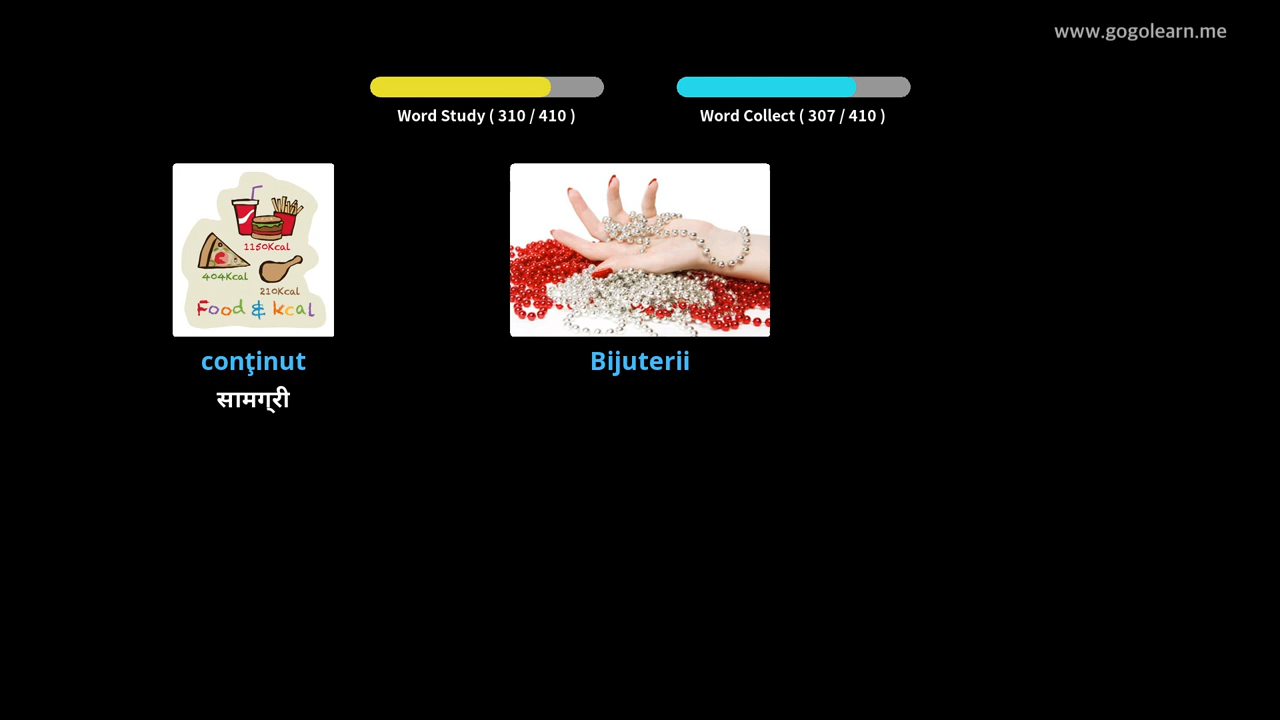 www.gogolearn.me
Word Study ( 310 / 410 )
Word Collect ( 307 / 410 )
1150Kcal
404Kcal
210Kcal
Food & kcal
conţinut
Bijuterii
सामग्री